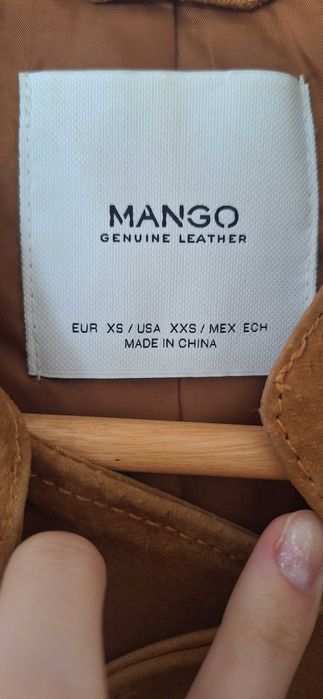 MANGO
GENUINE LEATHER
EUR XS / USA XXS / MEX ECH
MADE IN CHINA